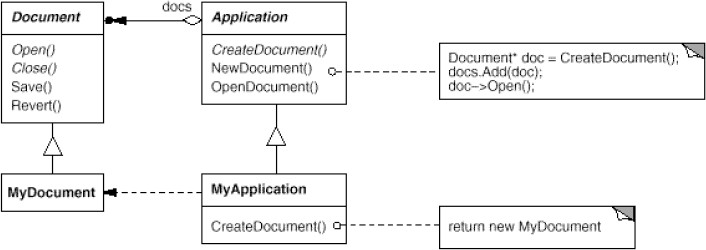 docs
Document
Open()
Close()
Save()
Revert()
Application
CreateDocument()
NewDocument()
OpenDocument()
Document* doc = CreateDocument();
docs.Add(doc);
doc->Open();
MyDocument
MyApplication
CreateDocument()
return new MyDocument